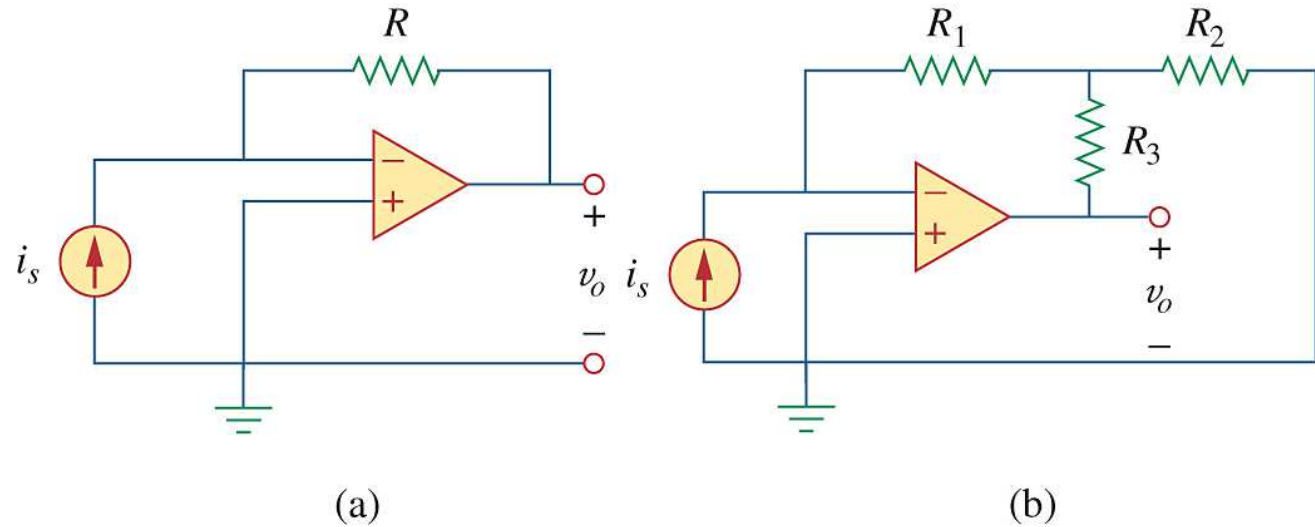 R
R₁
R₂
R₃
−
+
−
+
iₛ
+
vₒ
−
iₛ
+
vₒ
−
(a)
(b)